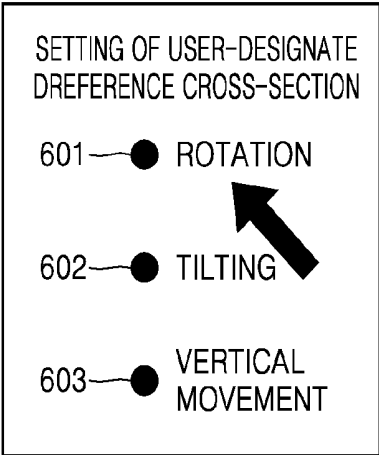 SETTING OF USER-DESIGNATE
DREFERENCE CROSS-SECTION
601 ROTATION
602 TILTING
603 VERTICAL
MOVEMENT